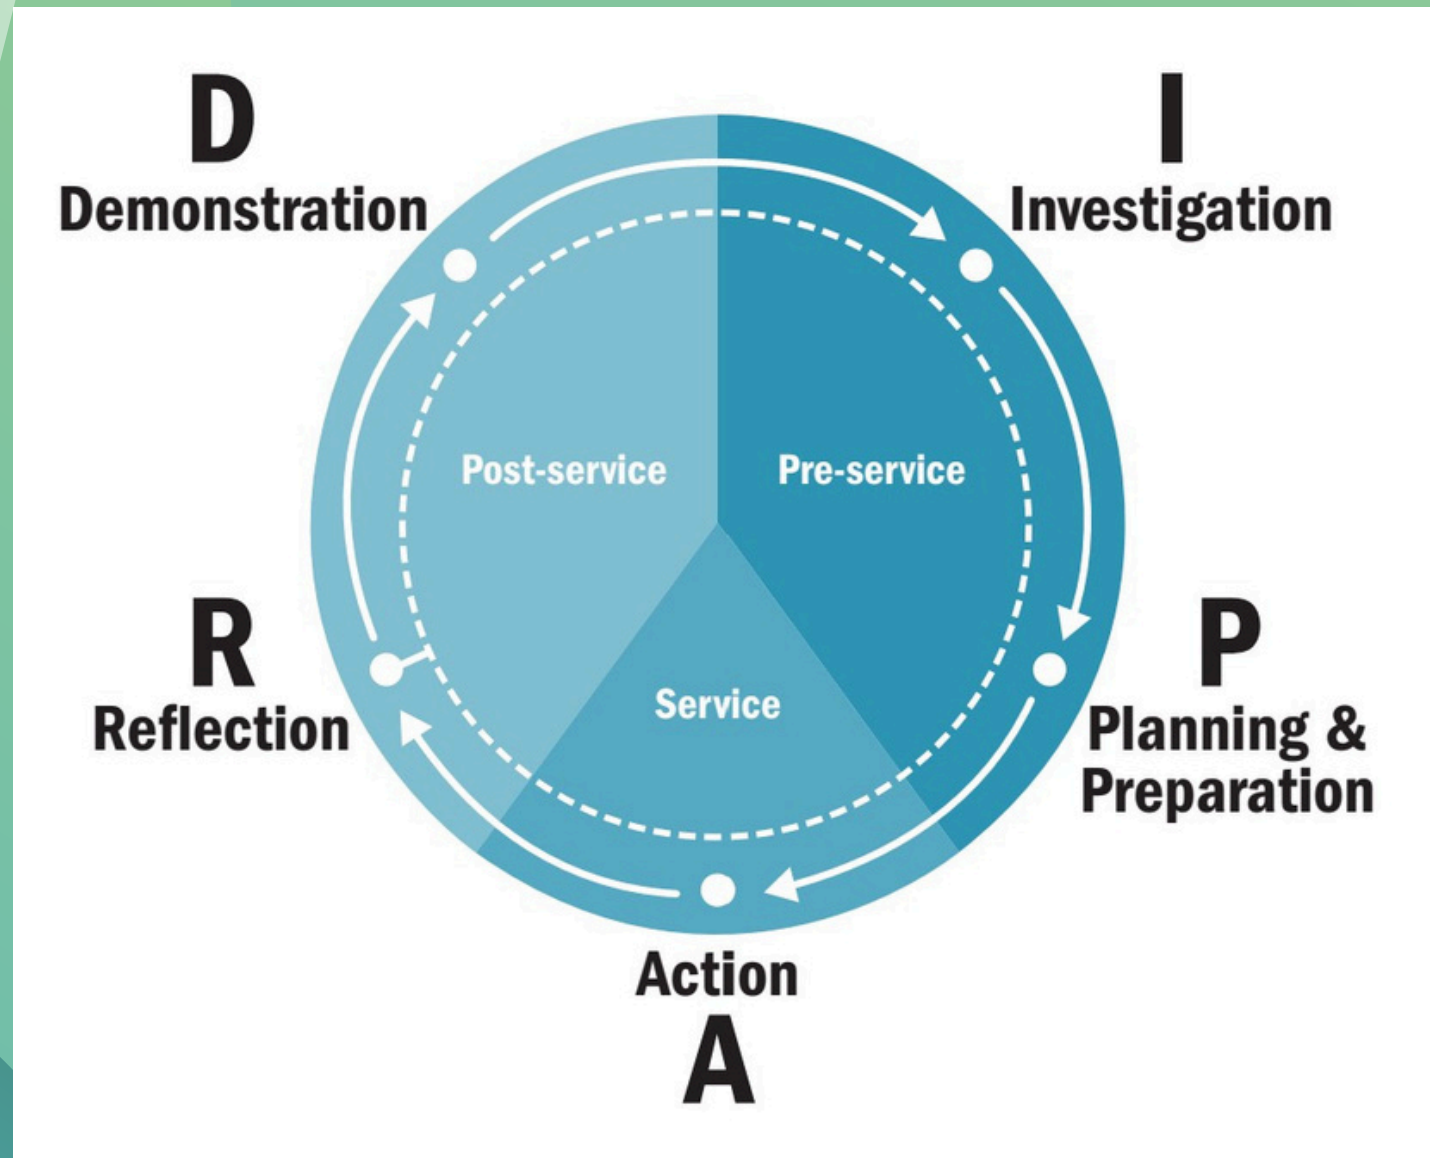 D
Demonstration
I
Investigation
Post-service
Pre-service
R
Reflection
P
Planning &
Preparation
Service
Action
A